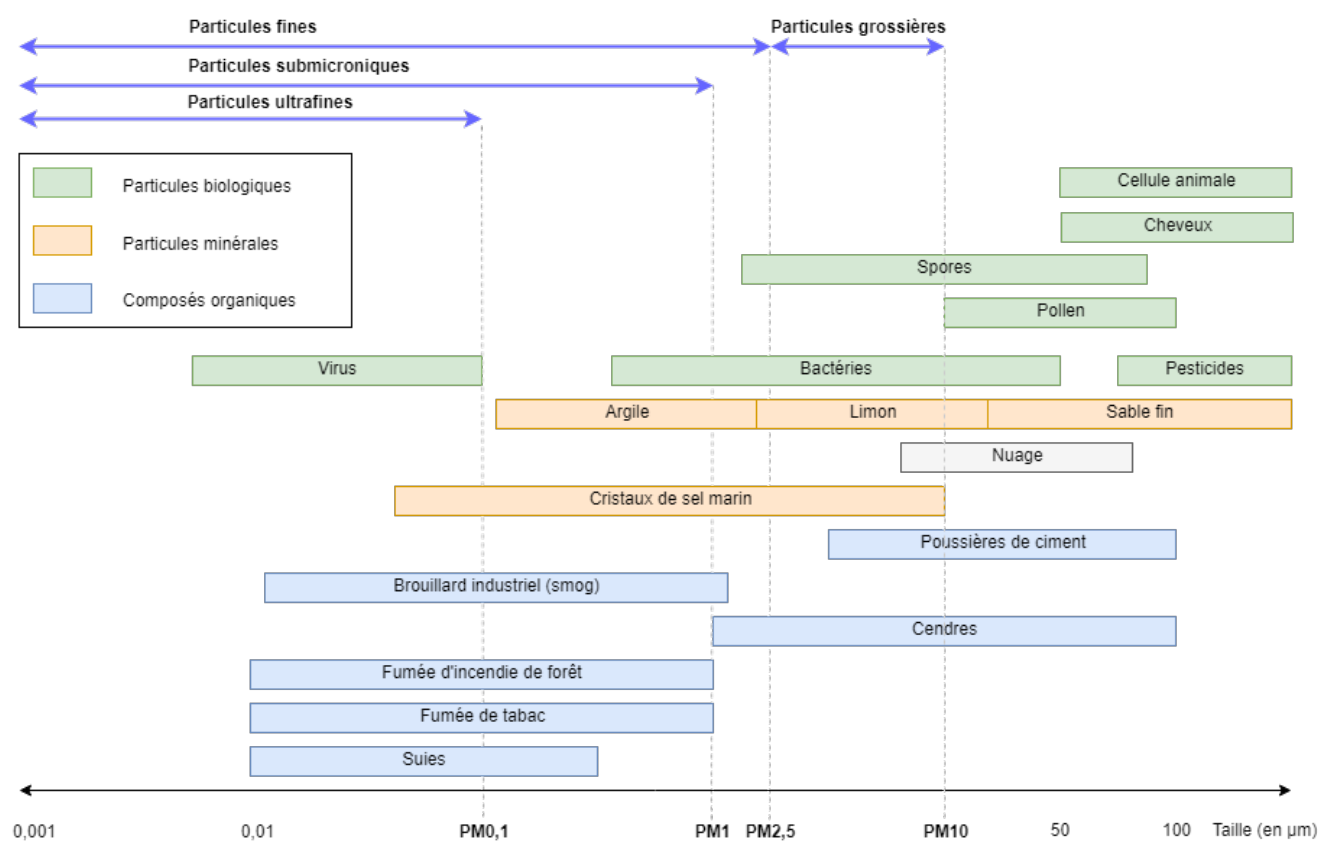 Particules fines
Particules grossières
Particules submicroniques
Particules ultrafines
Particules biologiques
Particules minérales
Composés organiques
Cellule animale
Cheveux
Spores
Pollen
Virus
Bactéries
Pesticides
Argile
Limon
Sable fin
Nuage
Cristaux de sel marin
Poussières de ciment
Brouillard industriel (smog)
Cendres
Fumée d'incendie de forêt
Fumée de tabac
Suies
0,001
0,01
PM0,1
PM1
PM2,5
PM10
50
100
Taille (en µm)